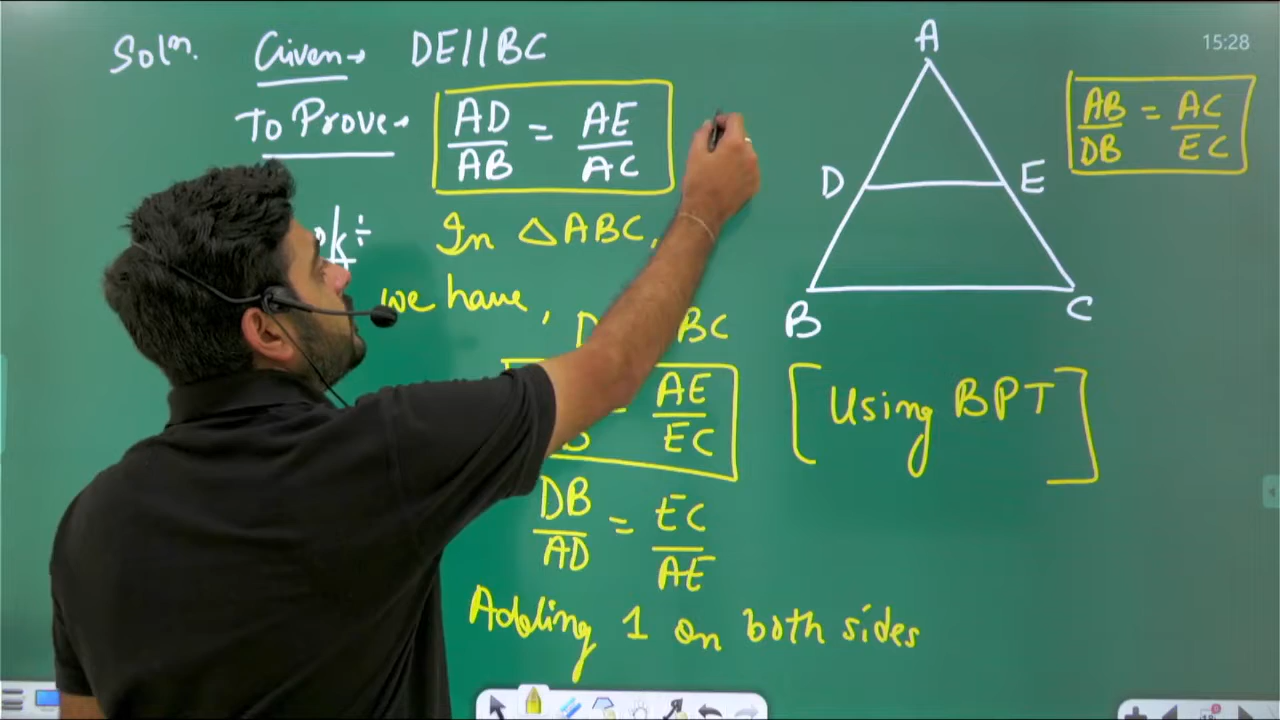 Solⁿ. Given→ DE||BC
To Prove→ AD/AB = AE/AC
In △ABC,
we have,
BC
= AE/EC
[Using BPT]
DB/AD = EC/AE
Adding 1 on both sides
A
D
E
B
C
15:28
AB/DB = AC/EC